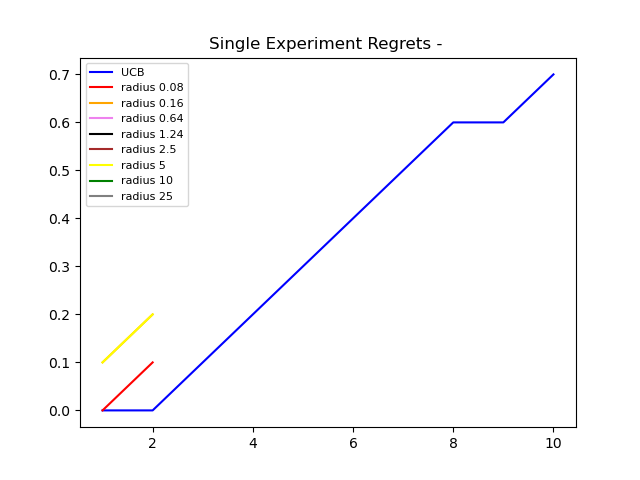 Single Experiment Regrets -
0.7
0.6
0.5
0.4
0.3
0.2
0.1
0.0
UCB
radius 0.08
radius 0.16
radius 0.64
radius 1.24
radius 2.5
radius 5
radius 10
radius 25
2 4 6 8 10